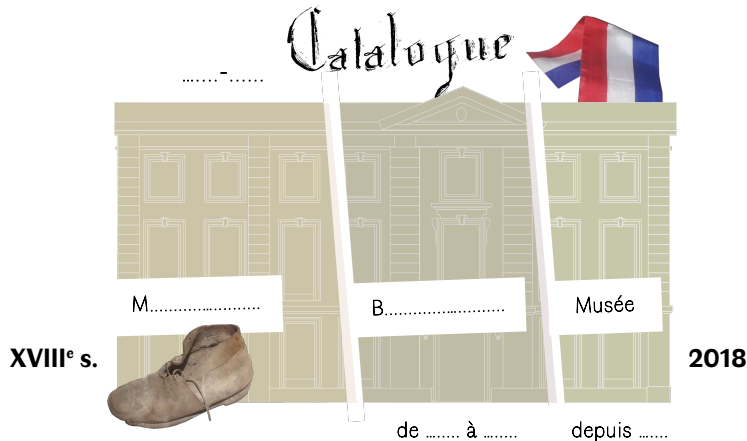 Catalogue
........-......
M...........................
B..............................
Musée
XVIIIᵉ s.
2018
de ........ à ........
depuis .......